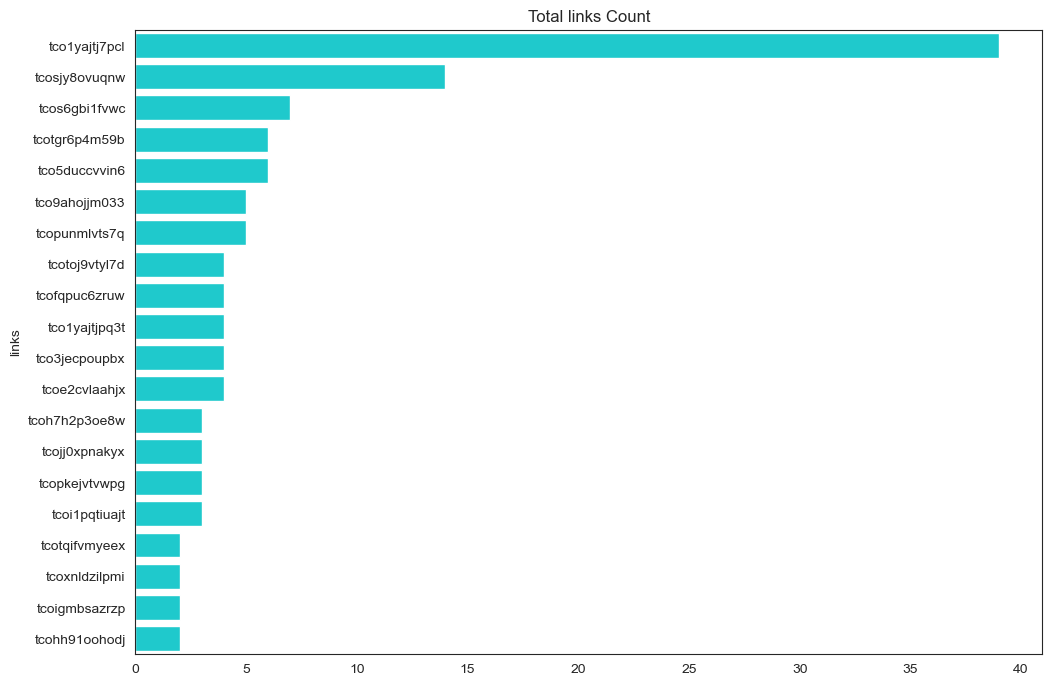 Total links Count
tco1yajtj7pcl
tcosjy8ovuqnw
tcos6gbi1fvwc
tcotgr6p4m59b
tco5duccvvin6
tco9ahojjm033
tcopunmlvts7q
tcotoj9vtyl7d
tcofqpuc6zruw
tco1yajtjpq3t
tco3jecpoupbx
tcoe2cvlaahjx
tcoh7h2p3oe8w
tcojj0xpnakyx
tcopkejvtvwpg
tcoi1pqtiuajt
tcotqifvmyeex
tcoxnldzilpmi
tcoigmbsazrzp
tcohh91oohodj
links
0 5 10 15 20 25 30 35 40